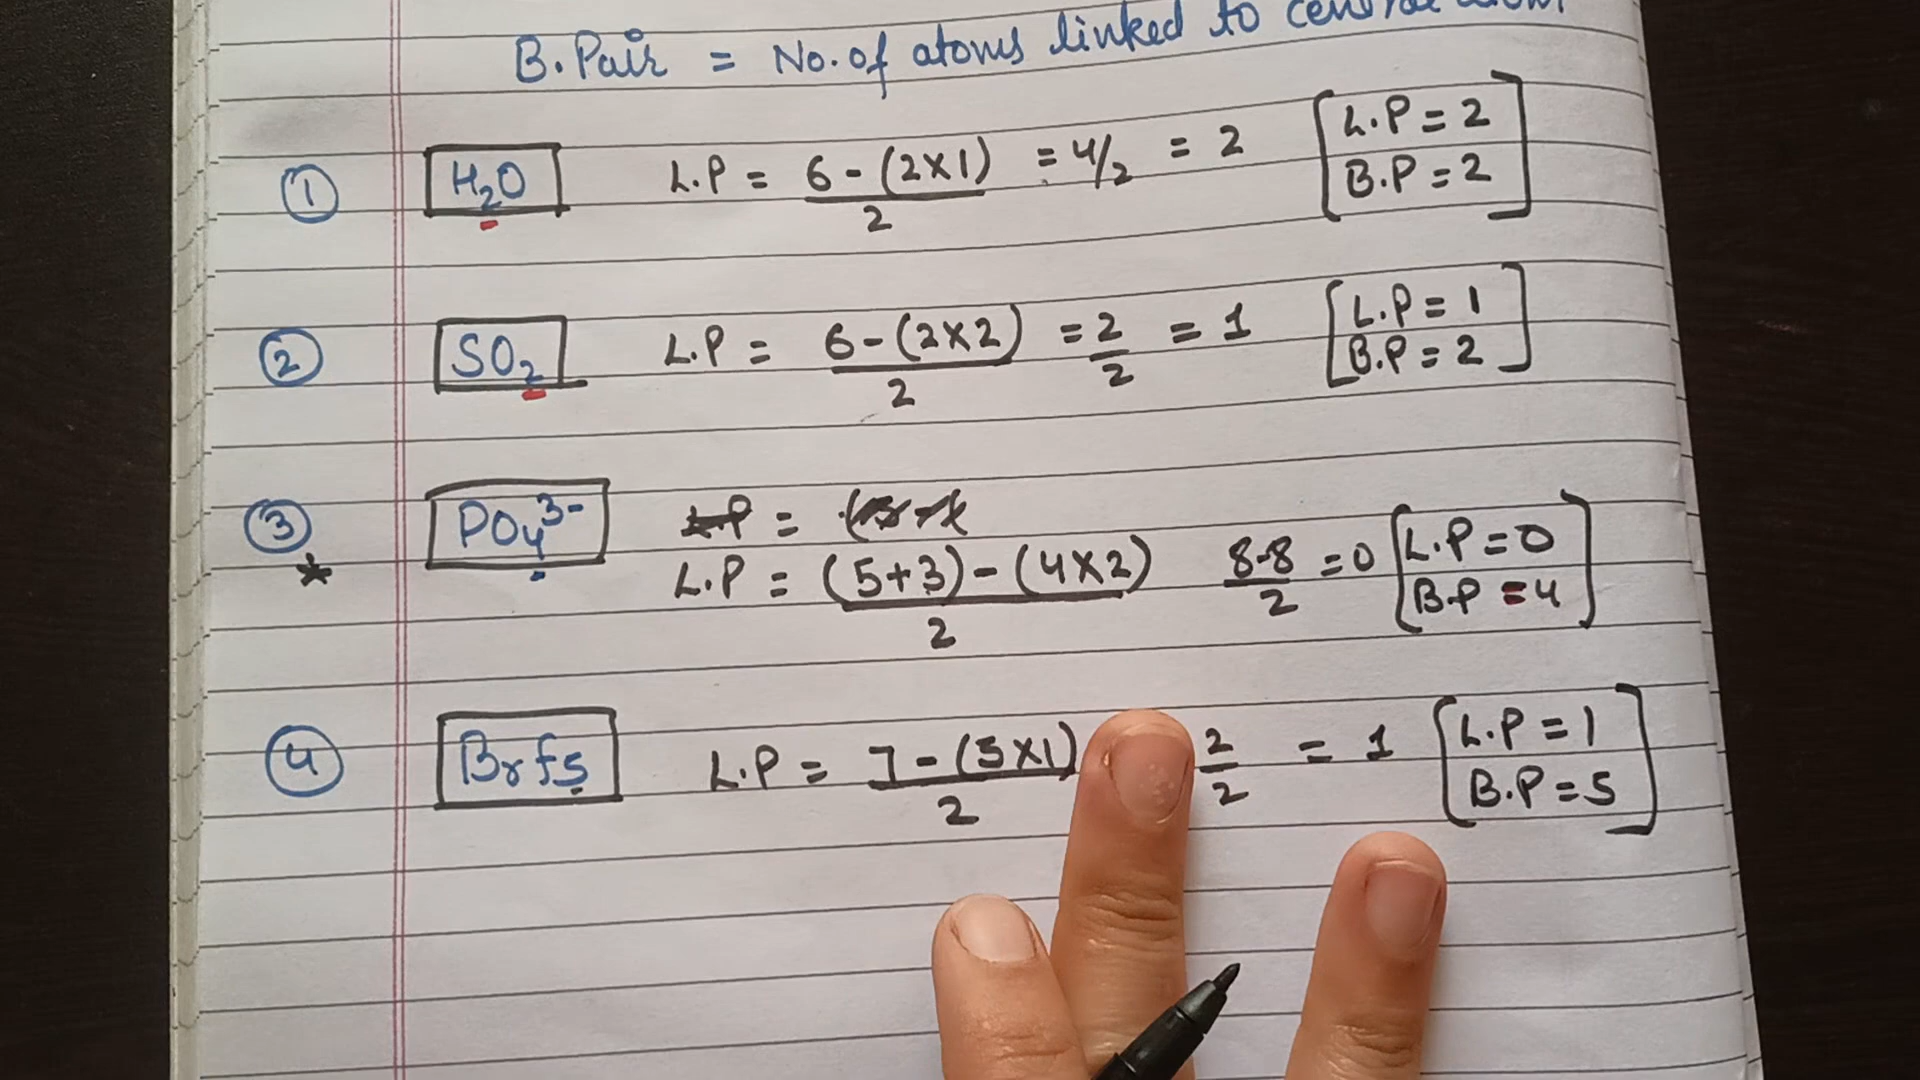 B.Pair = No. of atoms linked to central atom
① H₂O L.P = 6 - (2×1) / 2 = 4/2 = 2 [L.P = 2 B.P = 2]
② SO₂ L.P = 6 - (2×2) / 2 = 2/2 = 1 [L.P = 1 B.P = 2]
③ PO₄³⁻ L.P =
* L.P = (5+3) - (4×2) / 2 8-8/2 = 0 [L.P = 0 B.P = 4]
④ Brf₅ L.P = 7 - (5×1) / 2 2/2 = 1 [L.P = 1 B.P = 5]